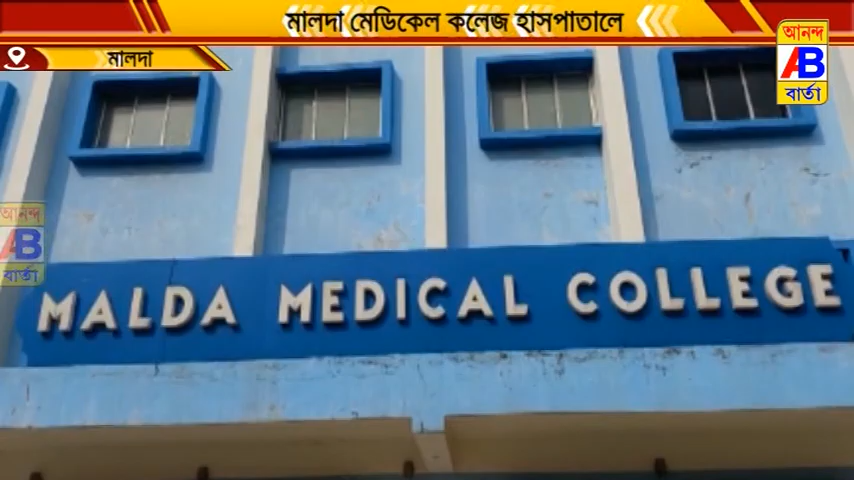 মালদা মেডিকেল কলেজ হাসপাতালে
মালদা
আনন্দ
AB
বার্তা
আনন্দ
AB
বার্তা
MALDA MEDICAL COLLEGE